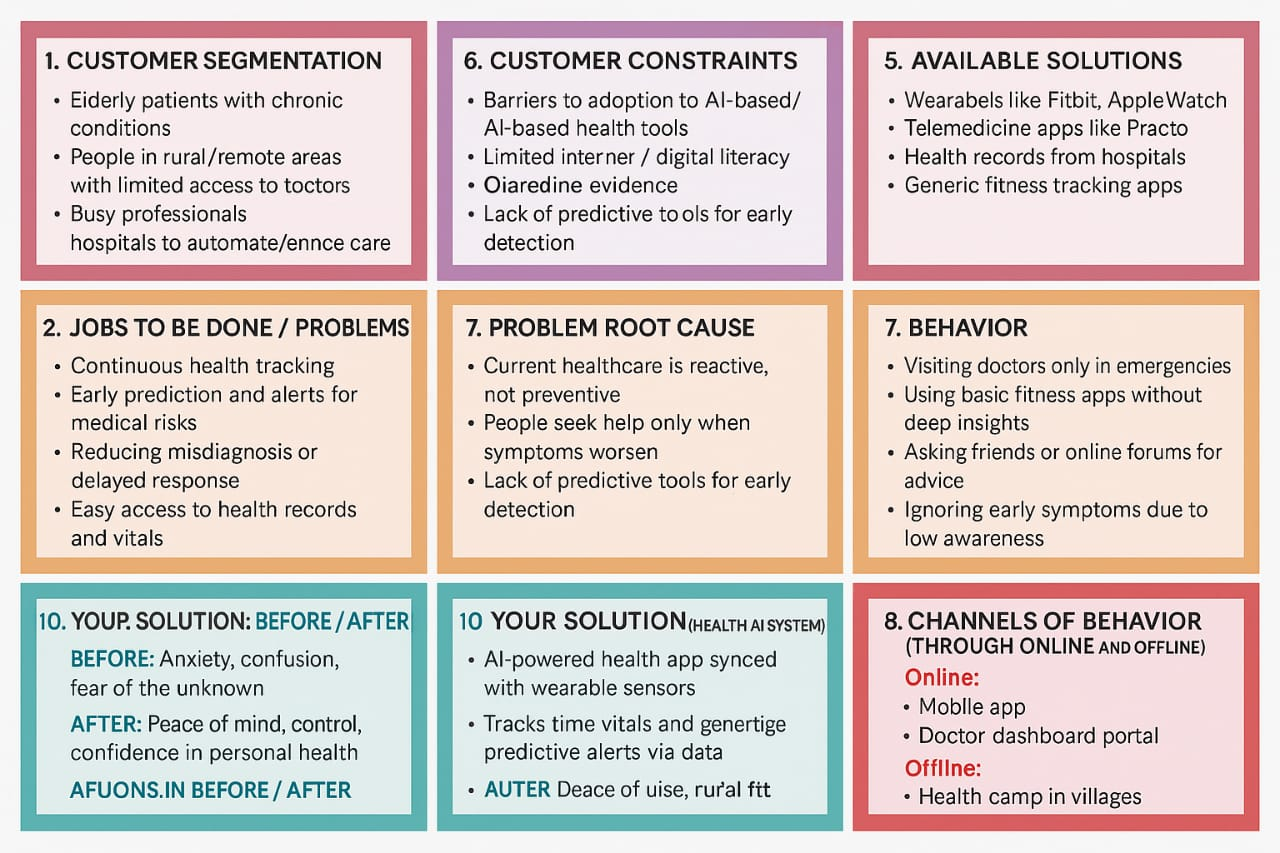 1. CUSTOMER SEGMENTATION
• Eiderly patients with chronic
conditions
• People in rural/remote areas
with limited access to toctors
• Busy professionals
hospitals to automate/ennce care
6. CUSTOMER CONSTRAINTS
• Barriers to adoption to AI-based/
AI-based health tools
• Limited interner / digital literacy
• Oiaredine evidence
• Lack of predictive tools for early
detection
5. AVAILABLE SOLUTIONS
• Wearabels like Fitbit, AppleWatch
• Telemedicine apps like Practo
• Health records from hospitals
• Generic fitness tracking apps
2. JOBS TO BE DONE / PROBLEMS
• Continuous health tracking
• Early prediction and alerts for
medical risks
• Reducing misdiagnosis or
delayed response
• Easy access to health records
and vitals
7. PROBLEM ROOT CAUSE
• Current healthcare is reactive,
not preventive
• People seek help only when
symptoms worsen
• Lack of predictive tools for early
detection
7. BEHAVIOR
• Visiting doctors only in emergencies
• Using basic fitness apps without
deep insights
• Asking friends or online forums for
advice
• Ignoring early symptoms due to
low awareness
10. YOUP. SOLUTION: BEFORE / AFTER
BEFORE: Anxiety, confusion,
fear of the unknown
AFTER: Peace of mind, control,
confidence in personal health
AFUONS.IN BEFORE / AFTER
10 YOUR SOLUTION (HEALTH AI SYSTEM)
• AI-powered health app synced
with wearable sensors
• Tracks time vitals and genertige
predictive alerts via data
• AUTER Deace of uise, rural ftt
8. CHANNELS OF BEHAVIOR
(THROUGH ONLINE AND OFFLINE)
Online:
• Moblle app
• Doctor dashboard portal
Offllne:
• Health camp in villages